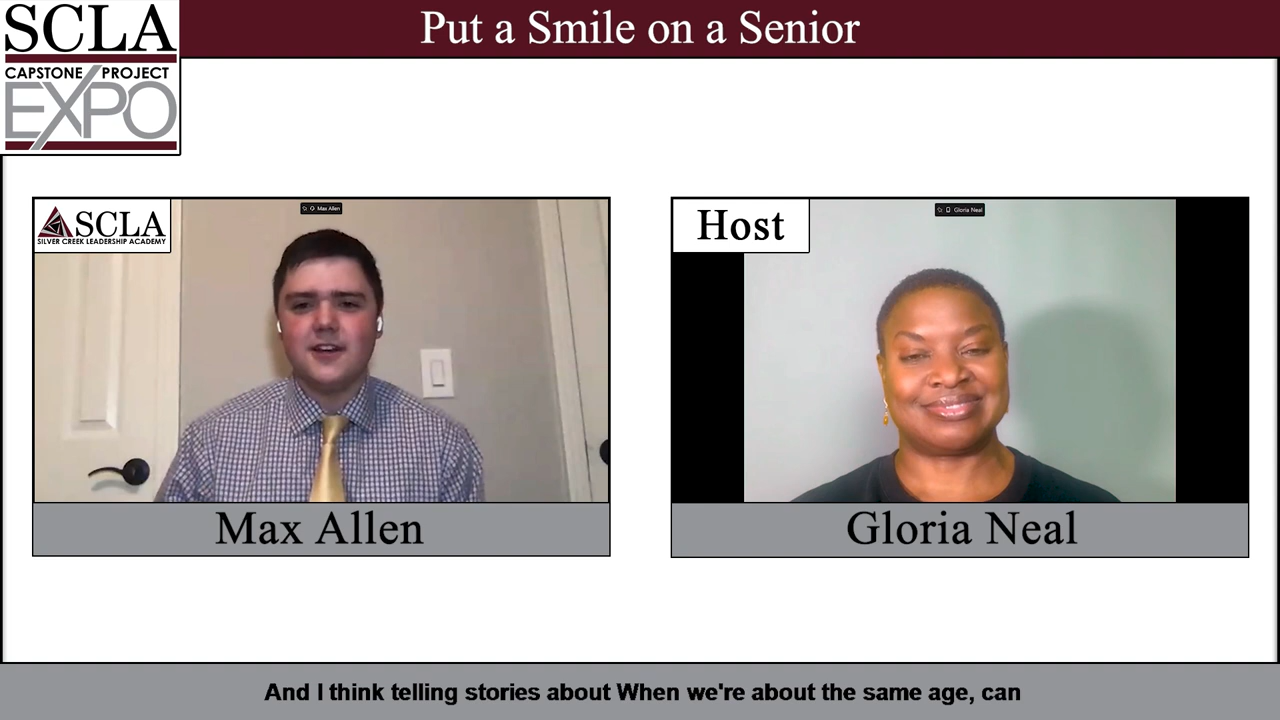 SCLA
CAPSTONE PROJECT
EXPO
Put a Smile on a Senior
SCLA
SILVER CREEK LEADERSHIP ACADEMY
Max Allen
Host
Gloria Neal
Max Allen
Gloria Neal
And I think telling stories about When we're about the same age, can